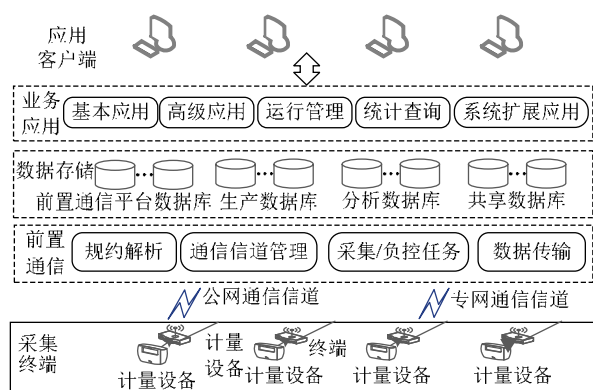 应用
客户端
业务
应用
基本应用 高级应用 运行管理 统计查询 系统扩展应用
数据存储
前置通信平台数据库 生产数据库 分析数据库 共享数据库
前置
通信
规约解析 通信信道管理 采集/负控任务 数据传输
公网通信信道 专网通信信道
采集
终端
计量
设备
终端
计量设备 计量设备 计量设备 计量设备